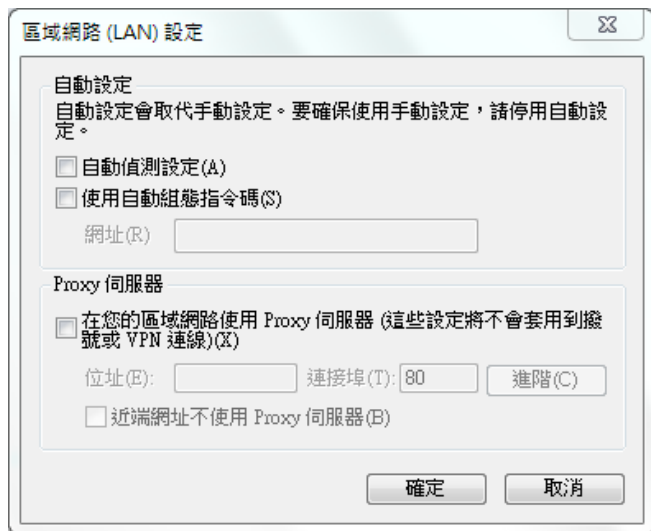 區域網路 (LAN) 設定
自動設定
自動設定會取代手動設定。要確保使用手動設定，請停用自動設
定。
自動偵測設定(A)
使用自動組態指令碼(S)
網址(R)
Proxy 伺服器
在您的區域網路使用 Proxy 伺服器 (這些設定將不會套用到撥
號或 VPN 連線)(X)
位址(E): 連接埠(T): 80 進階(C)
近端網址不使用 Proxy 伺服器(B)
確定 取消